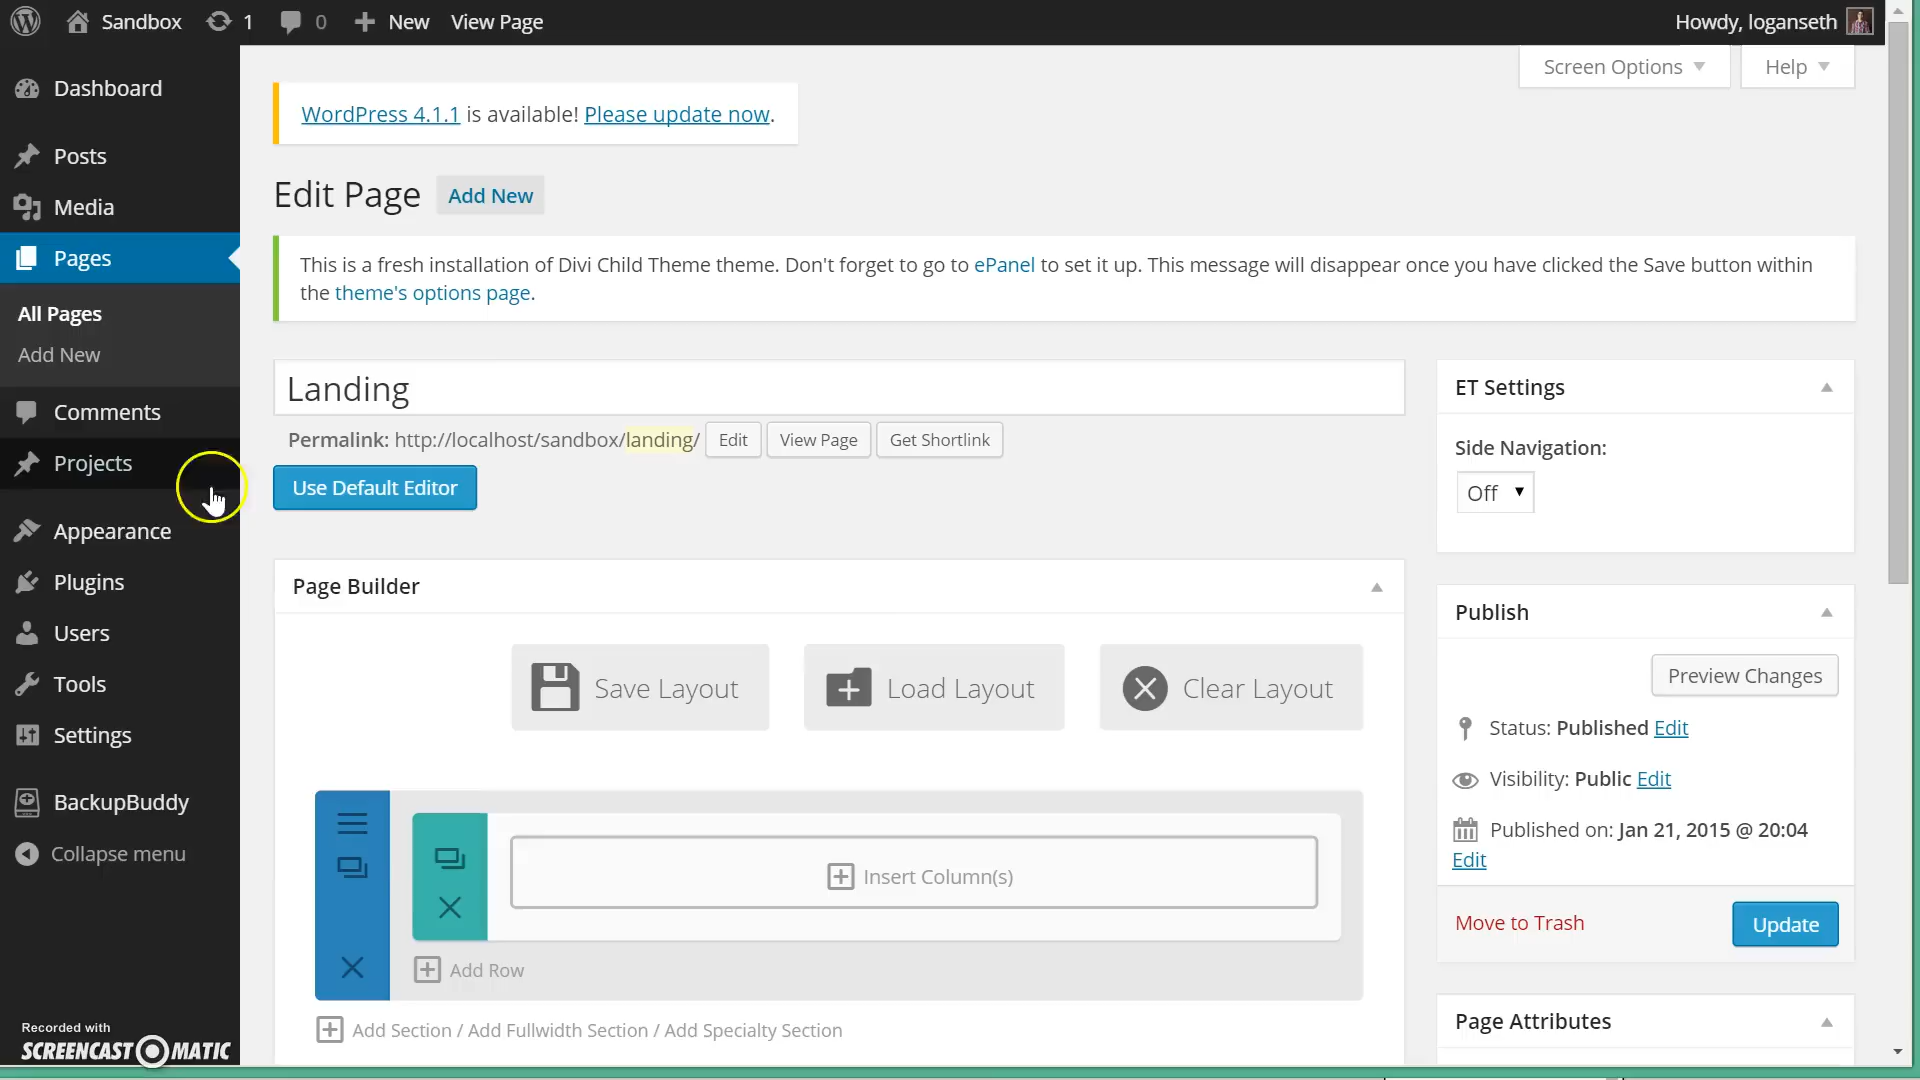 Sandbox 1 0 New View Page Howdy, loganseth
Screen Options Help
Dashboard
Posts
Media
Pages
All Pages
Add New
Comments
Projects
Appearance
Plugins
Users
Tools
Settings
BackupBuddy
Collapse menu
Recorded with
SCREENCAST-O-MATIC
WordPress 4.1.1 is available! Please update now.
Edit Page Add New
This is a fresh installation of Divi Child Theme theme. Don't forget to go to ePanel to set it up. This message will disappear once you have clicked the Save button within
the theme's options page.
Landing
Permalink: http://localhost/sandbox/landing/ Edit View Page Get Shortlink
Use Default Editor
Page Builder
Save Layout Load Layout Clear Layout
Insert Column(s)
Add Row
Add Section / Add Fullwidth Section / Add Specialty Section
ET Settings
Side Navigation:
Off
Publish
Preview Changes
Status: Published Edit
Visibility: Public Edit
Published on: Jan 21, 2015 @ 20:04
Edit
Move to Trash Update
Page Attributes